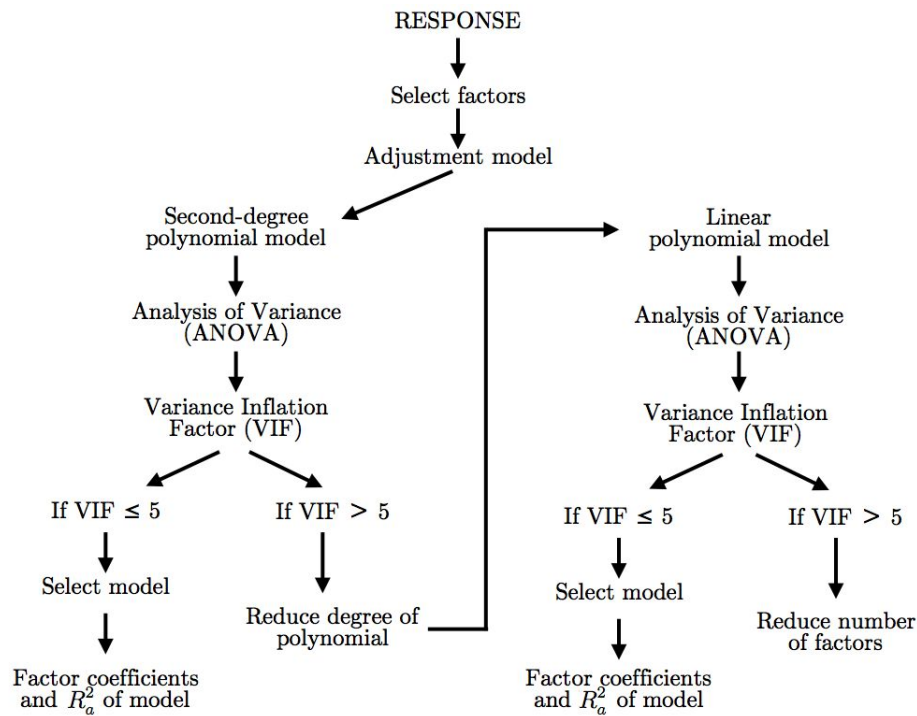 RESPONSE
Select factors
Adjustment model
Second-degree
polynomial model
Analysis of Variance
(ANOVA)
Variance Inflation
Factor (VIF)
If VIF ≤ 5
If VIF > 5
Select model
Reduce degree of
polynomial
Factor coefficients
and R²ₐ of model
Linear
polynomial model
Analysis of Variance
(ANOVA)
Variance Inflation
Factor (VIF)
If VIF ≤ 5
If VIF > 5
Select model
Reduce number
of factors
Factor coefficients
and R²ₐ of model